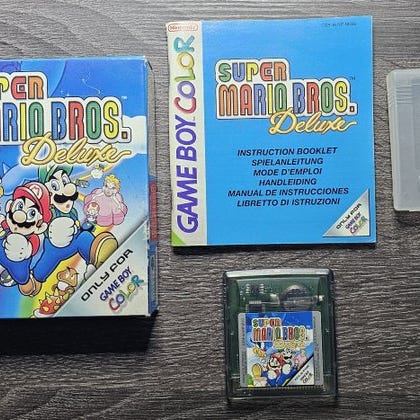 SUPER
MARIO BROS.
Deluxe
ONLY FOR
GAME BOY
COLOR
Nintendo
GAME BOY COLOR
SUPER
MARIO BROS.
Deluxe
INSTRUCTION BOOKLET
SPIELANLEITUNG
MODE D'EMPLOI
HANDLEIDING
MANUAL DE INSTRUCCIONES
LIBRETTO DI ISTRUZIONI
ONLY FOR
GAME BOY
COLOR
SUPER
MARIO BROS.
Deluxe